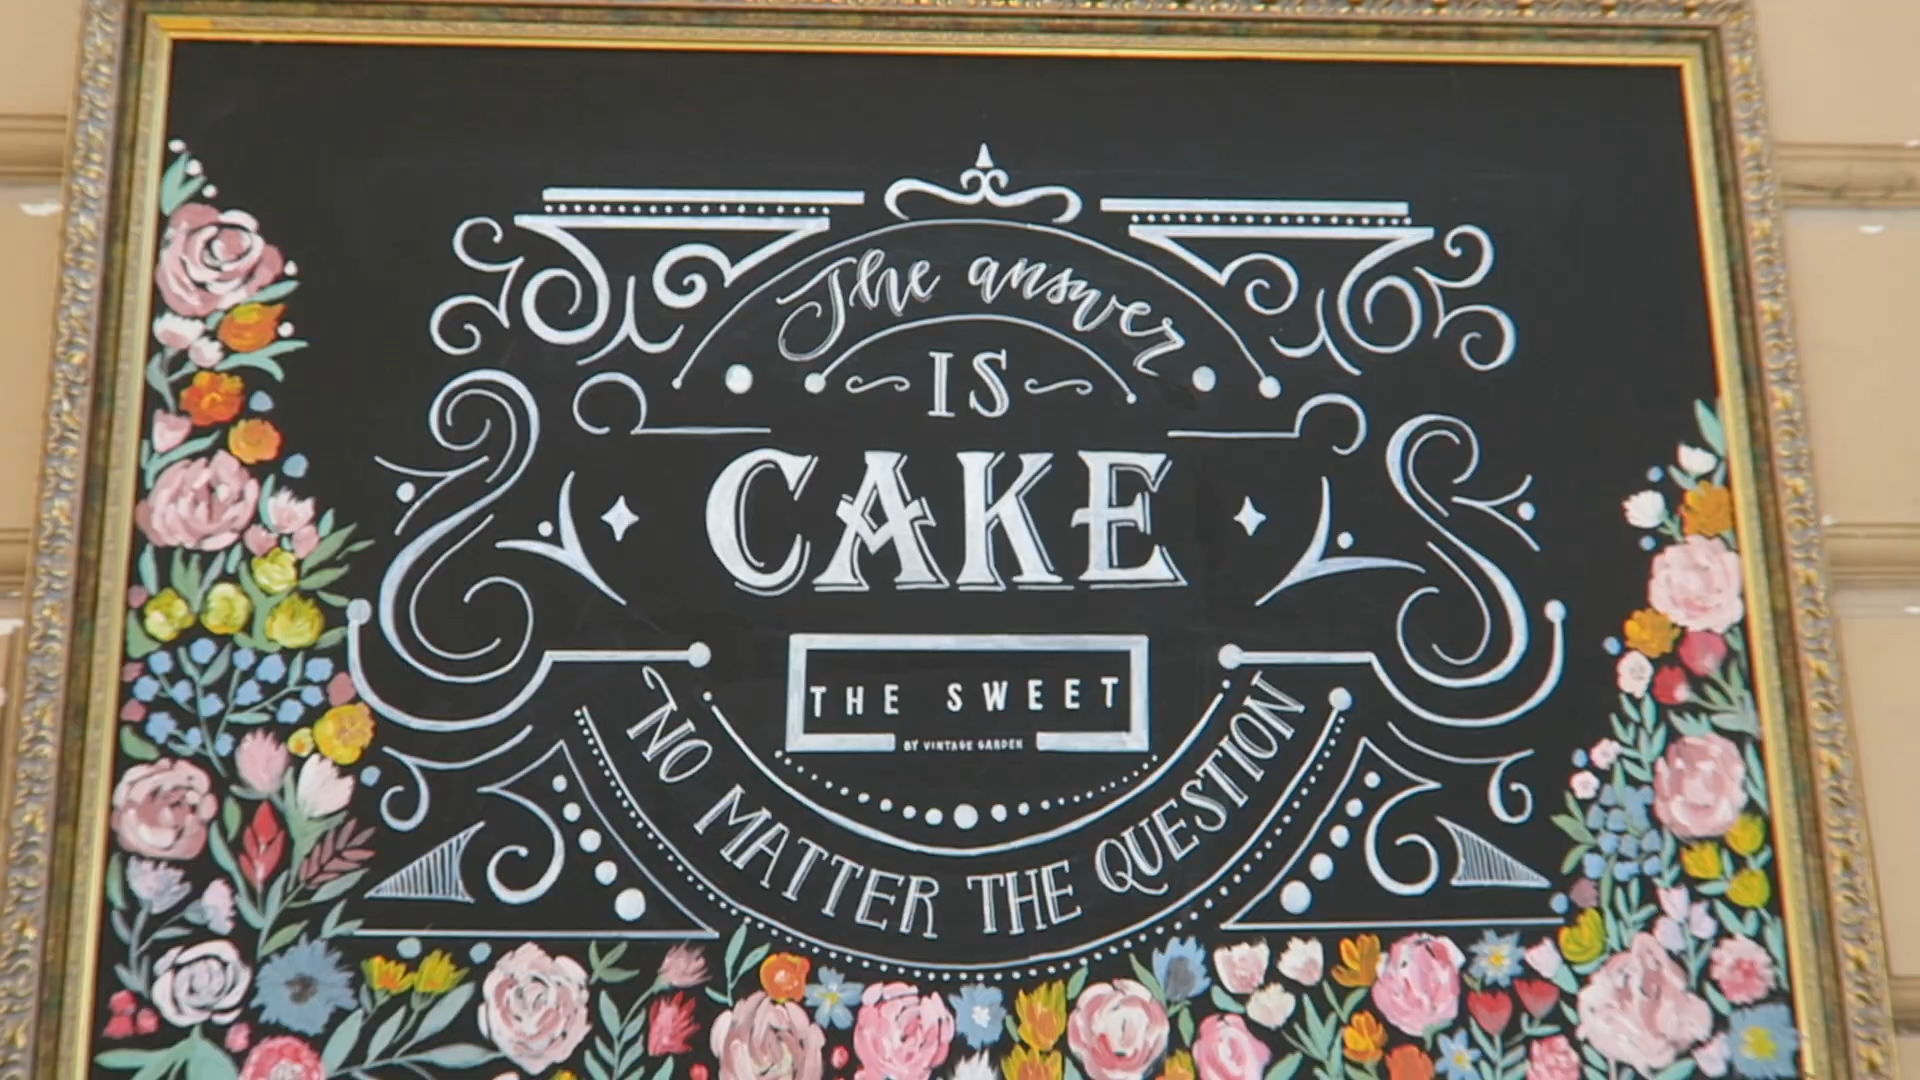 The answer
IS
CAKE
THE SWEET
BY VINTAGE GARDEN
NO MATTER THE QUESTION